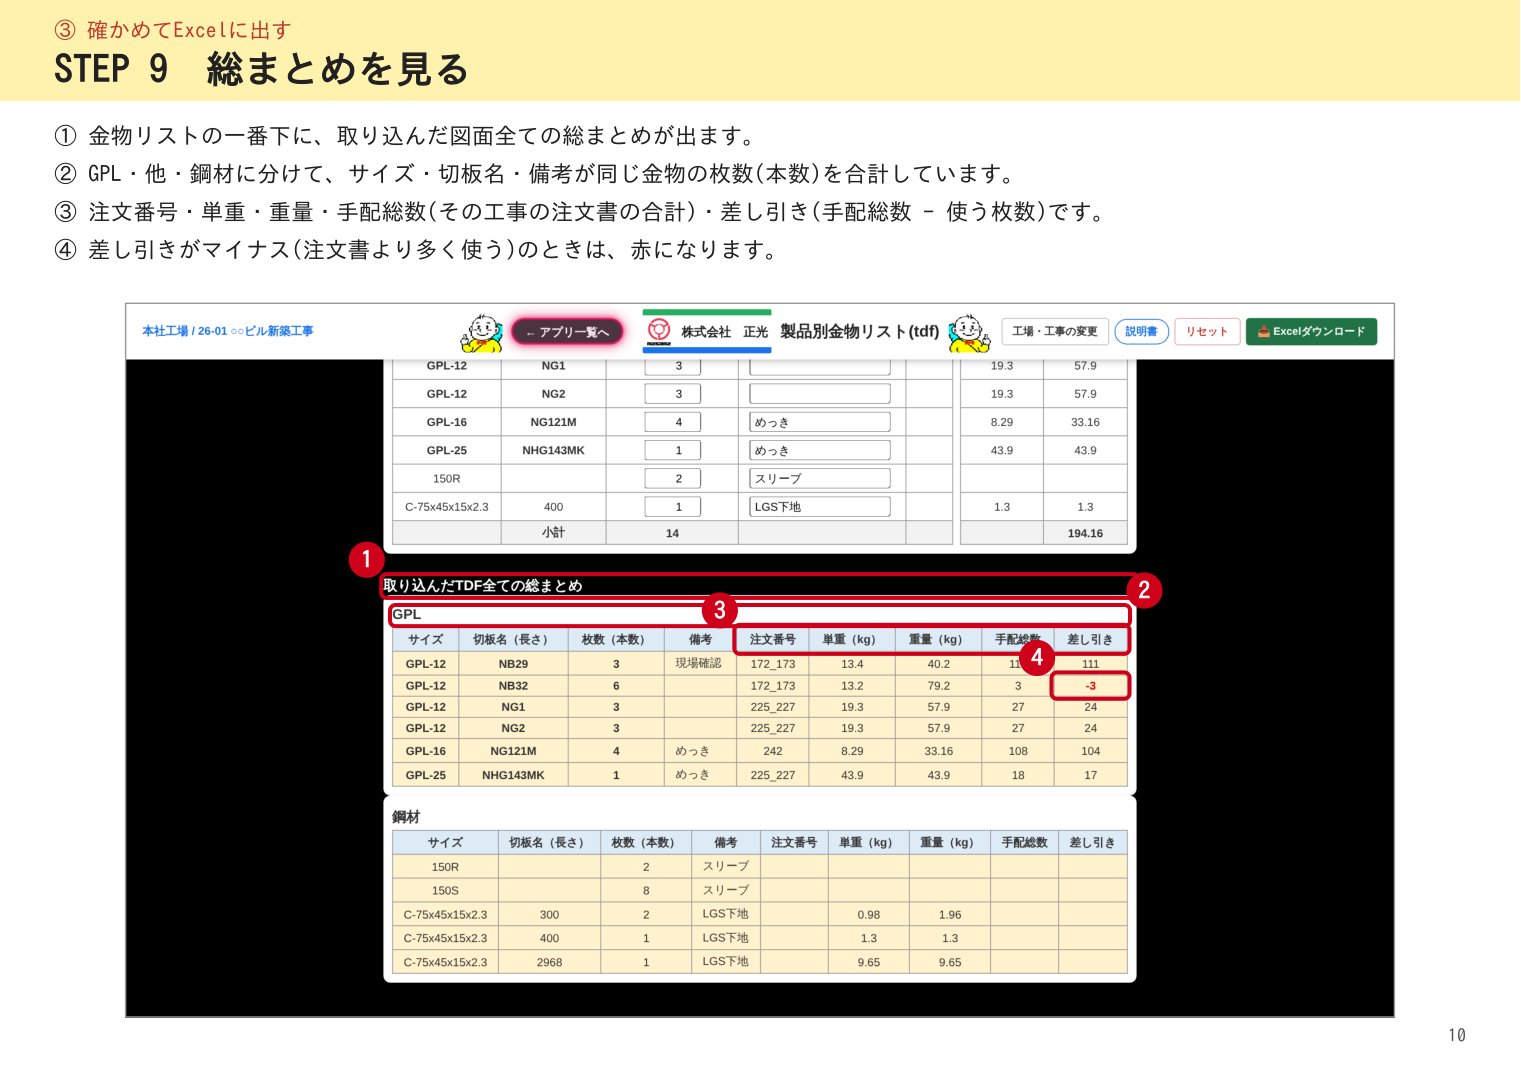 ③ 確かめてExcelに出す
STEP 9 総まとめを見る
① 金物リストの一番下に、取り込んだ図面全ての総まとめが出ます。
② GPL・他・鋼材に分けて、サイズ・切板名・備考が同じ金物の枚数(本数)を合計しています。
③ 注文番号・単重・重量・手配総数(その工事の注文書の合計)・差し引き(手配総数 − 使う枚数)です。
④ 差し引きがマイナス(注文書より多く使う)のときは、赤になります。
本社工場 / 26-01 ○○ビル新築工事 ← アプリ一覧へ 株式会社 正光 製品別金物リスト(tdf) 工場・工事の変更 説明書 リセット Excelダウンロード
GPL-12 NG1 3 19.3 57.9
GPL-12 NG2 3 19.3 57.9
GPL-16 NG121M 4 めっき 8.29 33.16
GPL-25 NHG143MK 1 めっき 43.9 43.9
150R 2 スリーブ
C-75x45x15x2.3 400 1 LGS下地 1.3 1.3
小計 14 194.16
1
取り込んだTDF全ての総まとめ
2
GPL
3
サイズ 切板名（長さ） 枚数（本数） 備考 注文番号 単重（kg） 重量（kg） 手配総数 差し引き
4
GPL-12 NB29 3 現場確認 172_173 13.4 40.2 111
GPL-12 NB32 6 172_173 13.2 79.2 3 -3
GPL-12 NG1 3 225_227 19.3 57.9 27 24
GPL-12 NG2 3 225_227 19.3 57.9 27 24
GPL-16 NG121M 4 めっき 242 8.29 33.16 108 104
GPL-25 NHG143MK 1 めっき 225_227 43.9 43.9 18 17
鋼材
サイズ 切板名（長さ） 枚数（本数） 備考 注文番号 単重（kg） 重量（kg） 手配総数 差し引き
150R 2 スリーブ
150S 8 スリーブ
C-75x45x15x2.3 300 2 LGS下地 0.98 1.96
C-75x45x15x2.3 400 1 LGS下地 1.3 1.3
C-75x45x15x2.3 2968 1 LGS下地 9.65 9.65
10